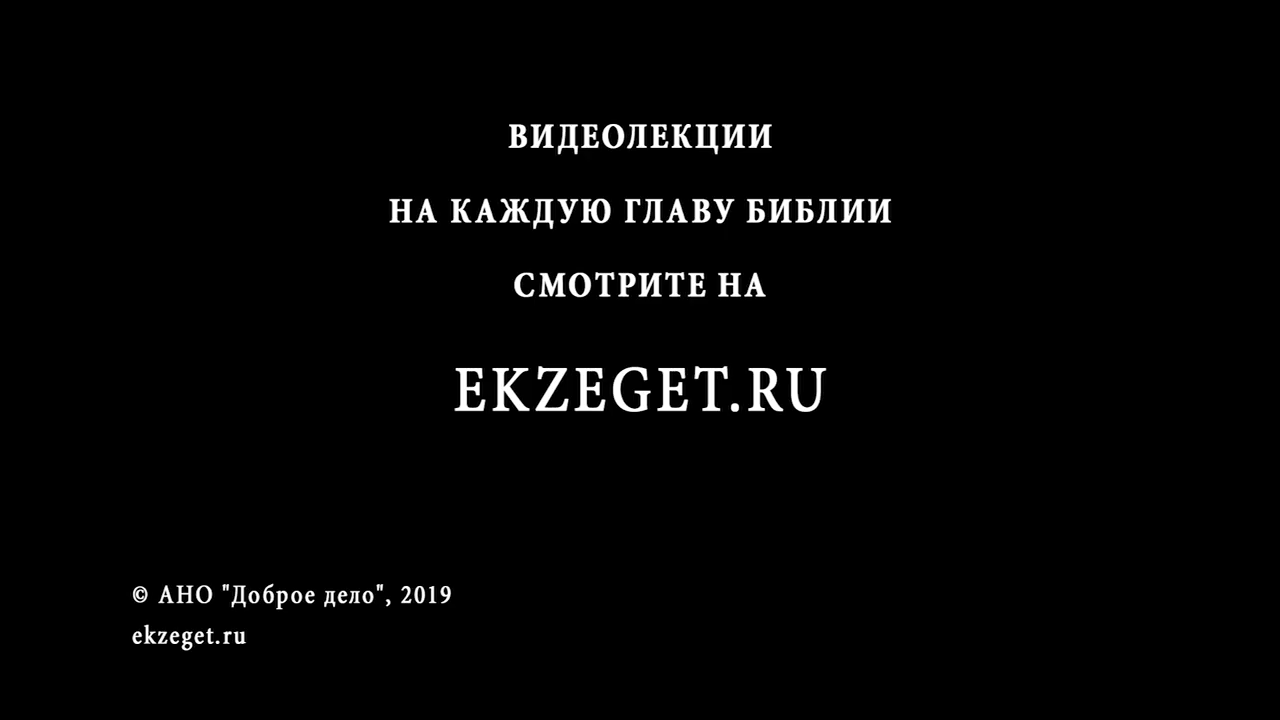 ВИДЕОЛЕКЦИИ
НА КАЖДУЮ ГЛАВУ БИБЛИИ
СМОТРИТЕ НА
EKZEGET.RU
© АНО "Доброе дело", 2019
ekzeget.ru